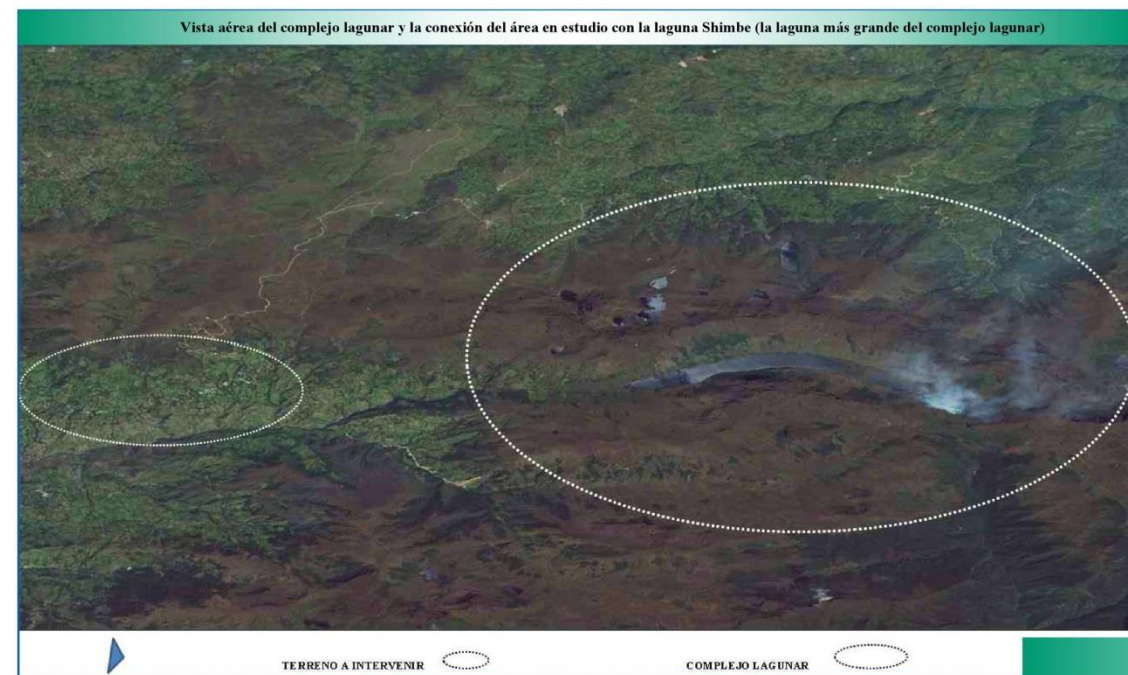 Vista aérea del complejo lagunar y la conexión del área en estudio con la laguna Shimbe (la laguna más grande del complejo lagunar)
TERRENO A INTERVENIR
COMPLEJO LAGUNAR